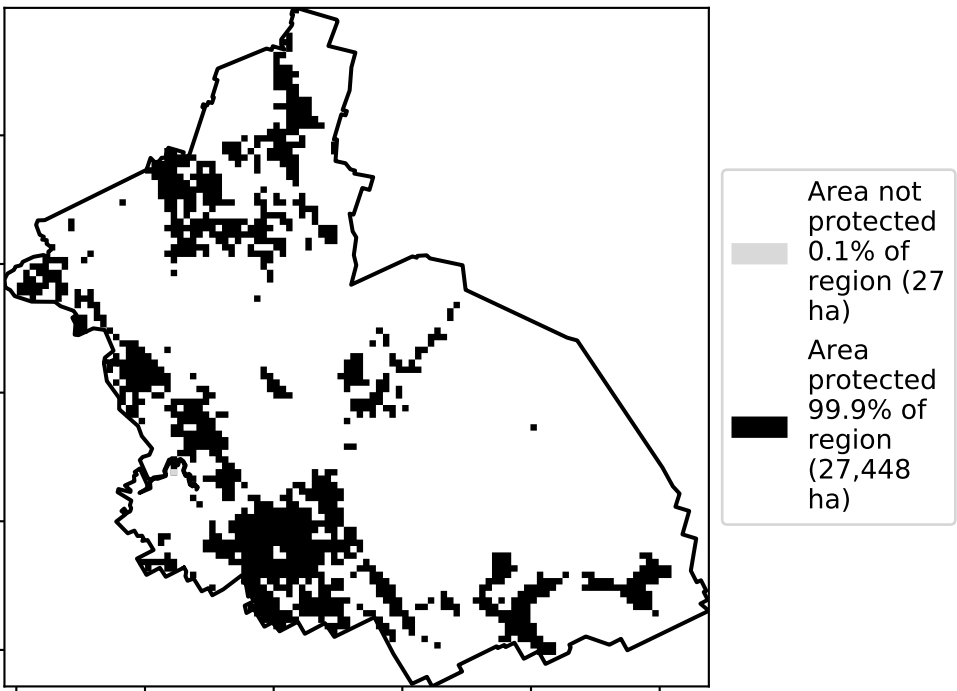 Area not
protected
0.1% of
region (27
ha)
Area
protected
99.9% of
region
(27,448
ha)